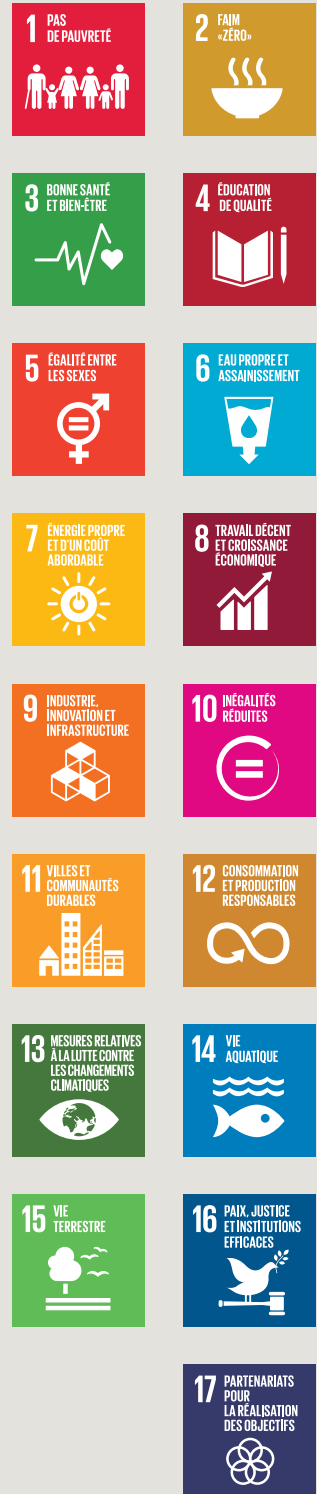 1 PAS
DE PAUVRETÉ
2 FAIM
«ZÉRO»
3 BONNE SANTÉ
ET BIEN-ÊTRE
4 ÉDUCATION
DE QUALITÉ
5 ÉGALITÉ ENTRE
LES SEXES
6 EAU PROPRE ET
ASSAINISSEMENT
7 ÉNERGIE PROPRE
ET D'UN COÛT
ABORDABLE
8 TRAVAIL DÉCENT
ET CROISSANCE
ÉCONOMIQUE
9 INDUSTRIE,
INNOVATION ET
INFRASTRUCTURE
10 INÉGALITÉS
RÉDUITES
11 VILLES ET
COMMUNAUTÉS
DURABLES
12 CONSOMMATION
ET PRODUCTION
RESPONSABLES
13 MESURES RELATIVES
À LA LUTTE CONTRE
LES CHANGEMENTS
CLIMATIQUES
14 VIE
AQUATIQUE
15 VIE
TERRESTRE
16 PAIX, JUSTICE
ET INSTITUTIONS
EFFICACES
17 PARTENARIATS
POUR
LA RÉALISATION
DES OBJECTIFS